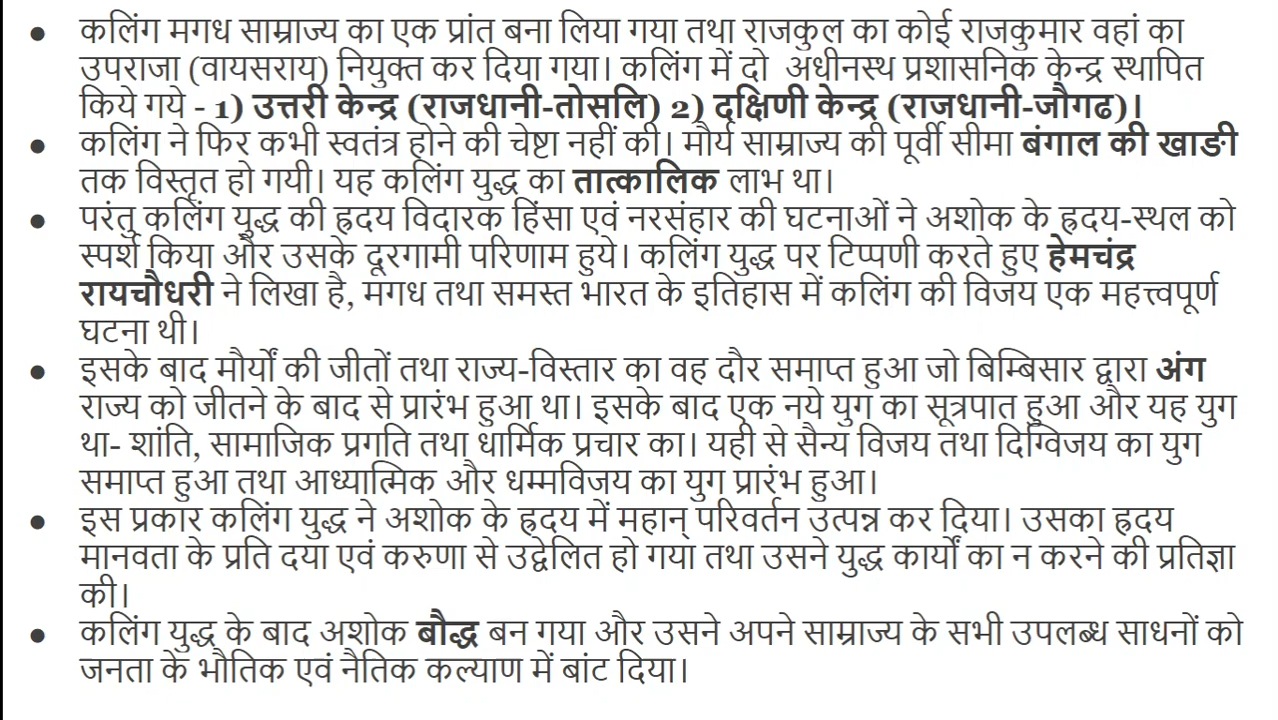 ● कलिंग मगध साम्राज्य का एक प्रांत बना लिया गया तथा राजकुल का कोई राजकुमार वहां का
उपराजा (वायसराय) नियुक्त कर दिया गया। कलिंग में दो अधीनस्थ प्रशासनिक केन्द्र स्थापित
किये गये - 1) उत्तरी केन्द्र (राजधानी-तोसलि) 2) दक्षिणी केन्द्र (राजधानी-जौगढ)।
● कलिंग ने फिर कभी स्वतंत्र होने की चेष्टा नहीं की। मौर्य साम्राज्य की पूर्वी सीमा बंगाल की खाङी
तक विस्तृत हो गयी। यह कलिंग युद्ध का तात्कालिक लाभ था।
● परंतु कलिंग युद्ध की ह्रदय विदारक हिंसा एवं नरसंहार की घटनाओं ने अशोक के ह्रदय-स्थल को
स्पर्श किया और उसके दूरगामी परिणाम हुये। कलिंग युद्ध पर टिप्पणी करते हुए हेमचंद्र
रायचौधरी ने लिखा है, मगध तथा समस्त भारत के इतिहास में कलिंग की विजय एक महत्त्वपूर्ण
घटना थी।
● इसके बाद मौर्यों की जीतों तथा राज्य-विस्तार का वह दौर समाप्त हुआ जो बिम्बिसार द्वारा अंग
राज्य को जीतने के बाद से प्रारंभ हुआ था। इसके बाद एक नये युग का सूत्रपात हुआ और यह युग
था- शांति, सामाजिक प्रगति तथा धार्मिक प्रचार का। यही से सैन्य विजय तथा दिग्विजय का युग
समाप्त हुआ तथा आध्यात्मिक और धम्मविजय का युग प्रारंभ हुआ।
● इस प्रकार कलिंग युद्ध ने अशोक के ह्रदय में महान् परिवर्तन उत्पन्न कर दिया। उसका ह्रदय
मानवता के प्रति दया एवं करुणा से उद्वेलित हो गया तथा उसने युद्ध कार्यों का न करने की प्रतिज्ञा
की।
● कलिंग युद्ध के बाद अशोक बौद्ध बन गया और उसने अपने साम्राज्य के सभी उपलब्ध साधनों को
जनता के भौतिक एवं नैतिक कल्याण में बांट दिया।